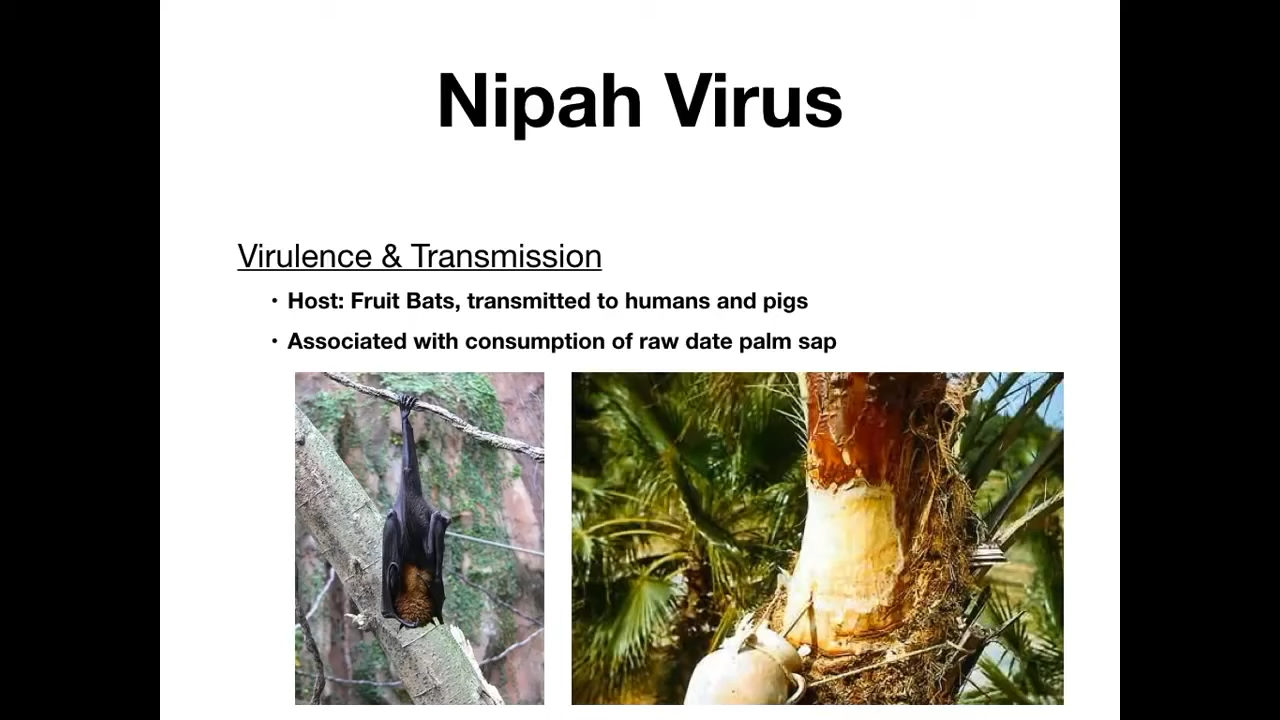 Nipah Virus
Virulence & Transmission
• Host: Fruit Bats, transmitted to humans and pigs
• Associated with consumption of raw date palm sap